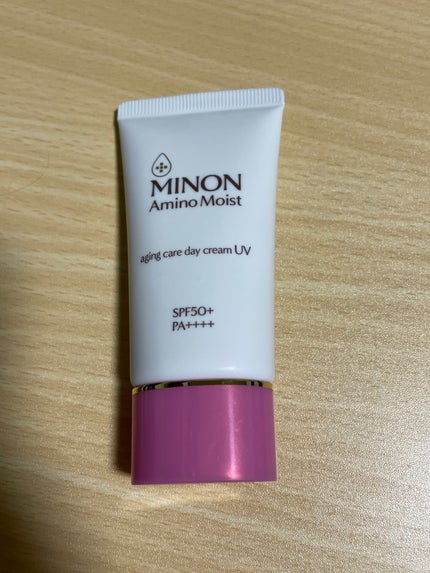 MINON
Amino Moist
aging care day cream UV
SPF50+
PA++++